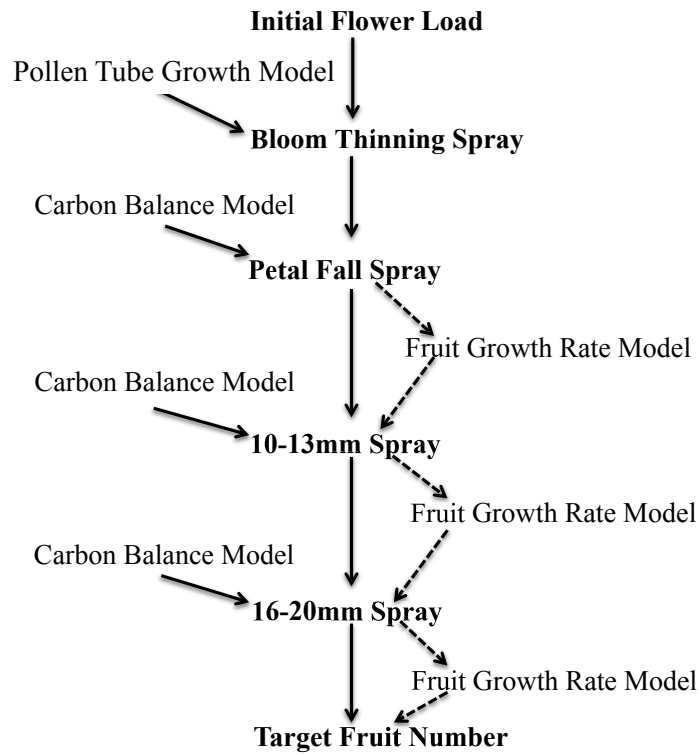 Initial Flower Load
Pollen Tube Growth Model
Bloom Thinning Spray
Carbon Balance Model
Petal Fall Spray
Fruit Growth Rate Model
Carbon Balance Model
10-13mm Spray
Fruit Growth Rate Model
Carbon Balance Model
16-20mm Spray
Fruit Growth Rate Model
Target Fruit Number